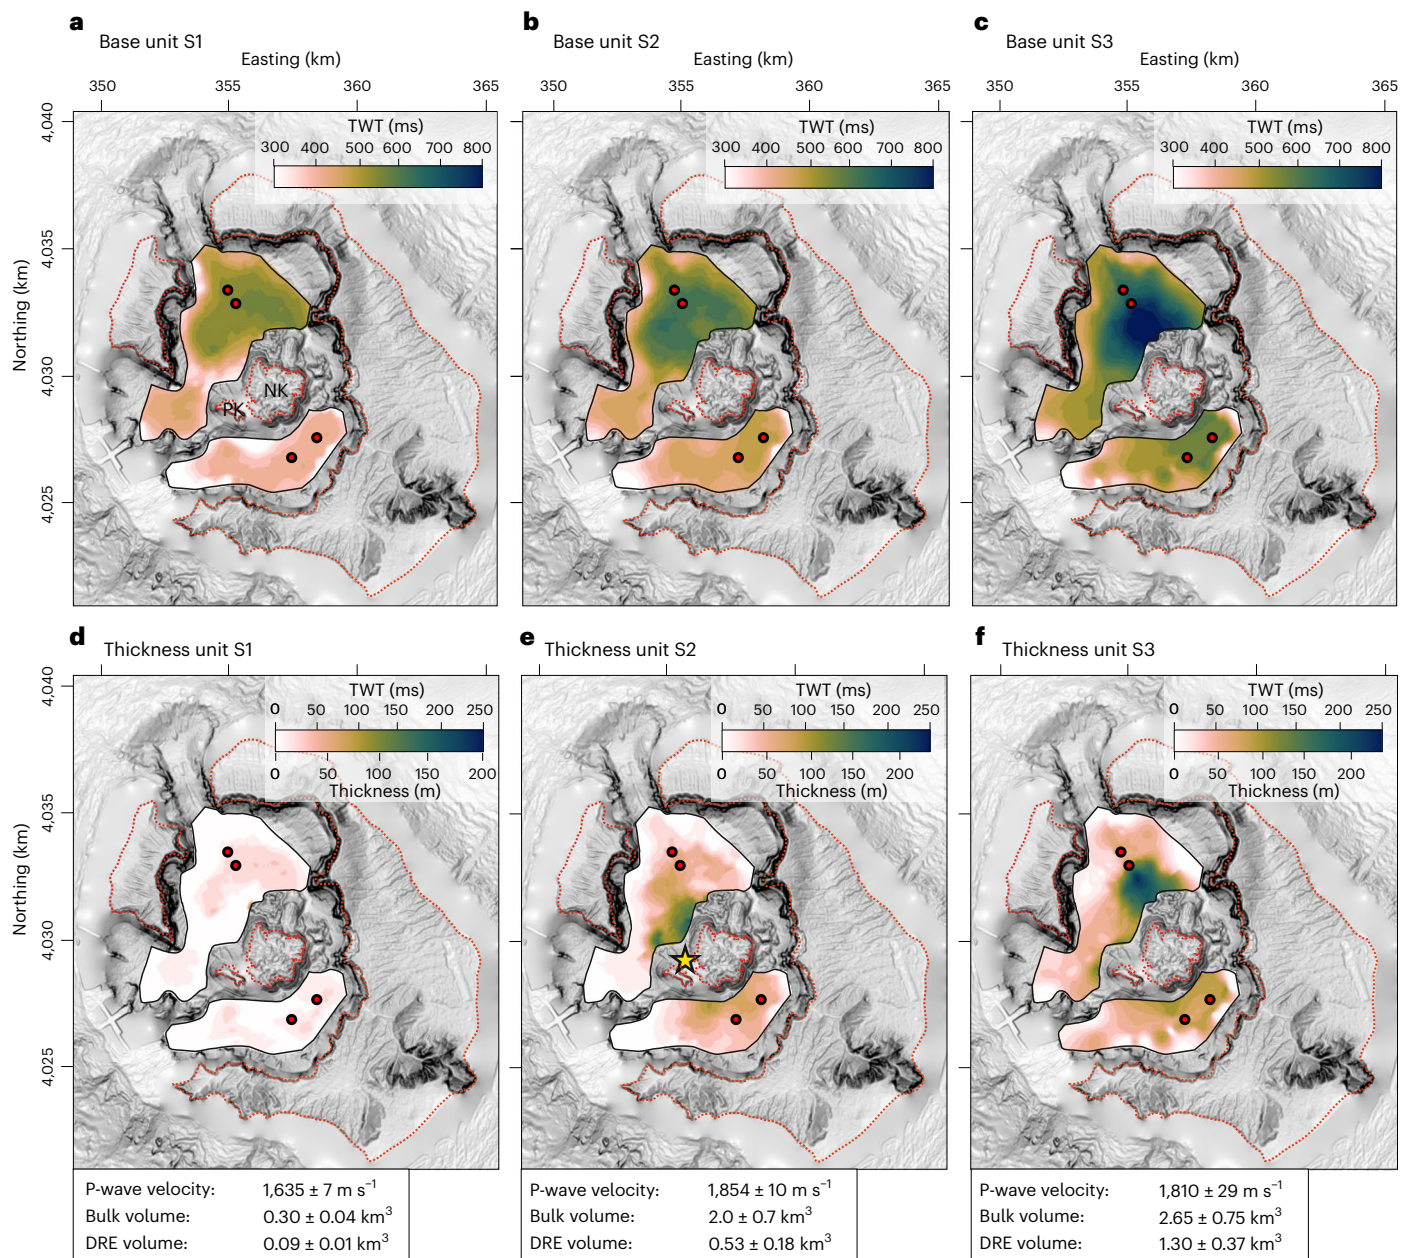 a
Base unit S1
Easting (km)
350 355 360 365
b
Base unit S2
Easting (km)
350 355 360 365
c
Base unit S3
Easting (km)
350 355 360 365
Northing (km)
4,040
4,035
4,030
4,025
TWT (ms)
300 400 500 600 700 800
NK
PK
TWT (ms)
300 400 500 600 700 800
TWT (ms)
300 400 500 600 700 800
d
Thickness unit S1
e
Thickness unit S2
f
Thickness unit S3
Northing (km)
4,040
4,035
4,030
4,025
TWT (ms)
0 50 100 150 200 250
0 50 100 150 200
Thickness (m)
TWT (ms)
0 50 100 150 200 250
0 50 100 150 200
Thickness (m)
TWT (ms)
0 50 100 150 200 250
0 50 100 150 200
Thickness (m)
P-wave velocity: 1,635 ± 7 m s⁻¹
Bulk volume: 0.30 ± 0.04 km³
DRE volume: 0.09 ± 0.01 km³
P-wave velocity: 1,854 ± 10 m s⁻¹
Bulk volume: 2.0 ± 0.7 km³
DRE volume: 0.53 ± 0.18 km³
P-wave velocity: 1,810 ± 29 m s⁻¹
Bulk volume: 2.65 ± 0.75 km³
DRE volume: 1.30 ± 0.37 km³